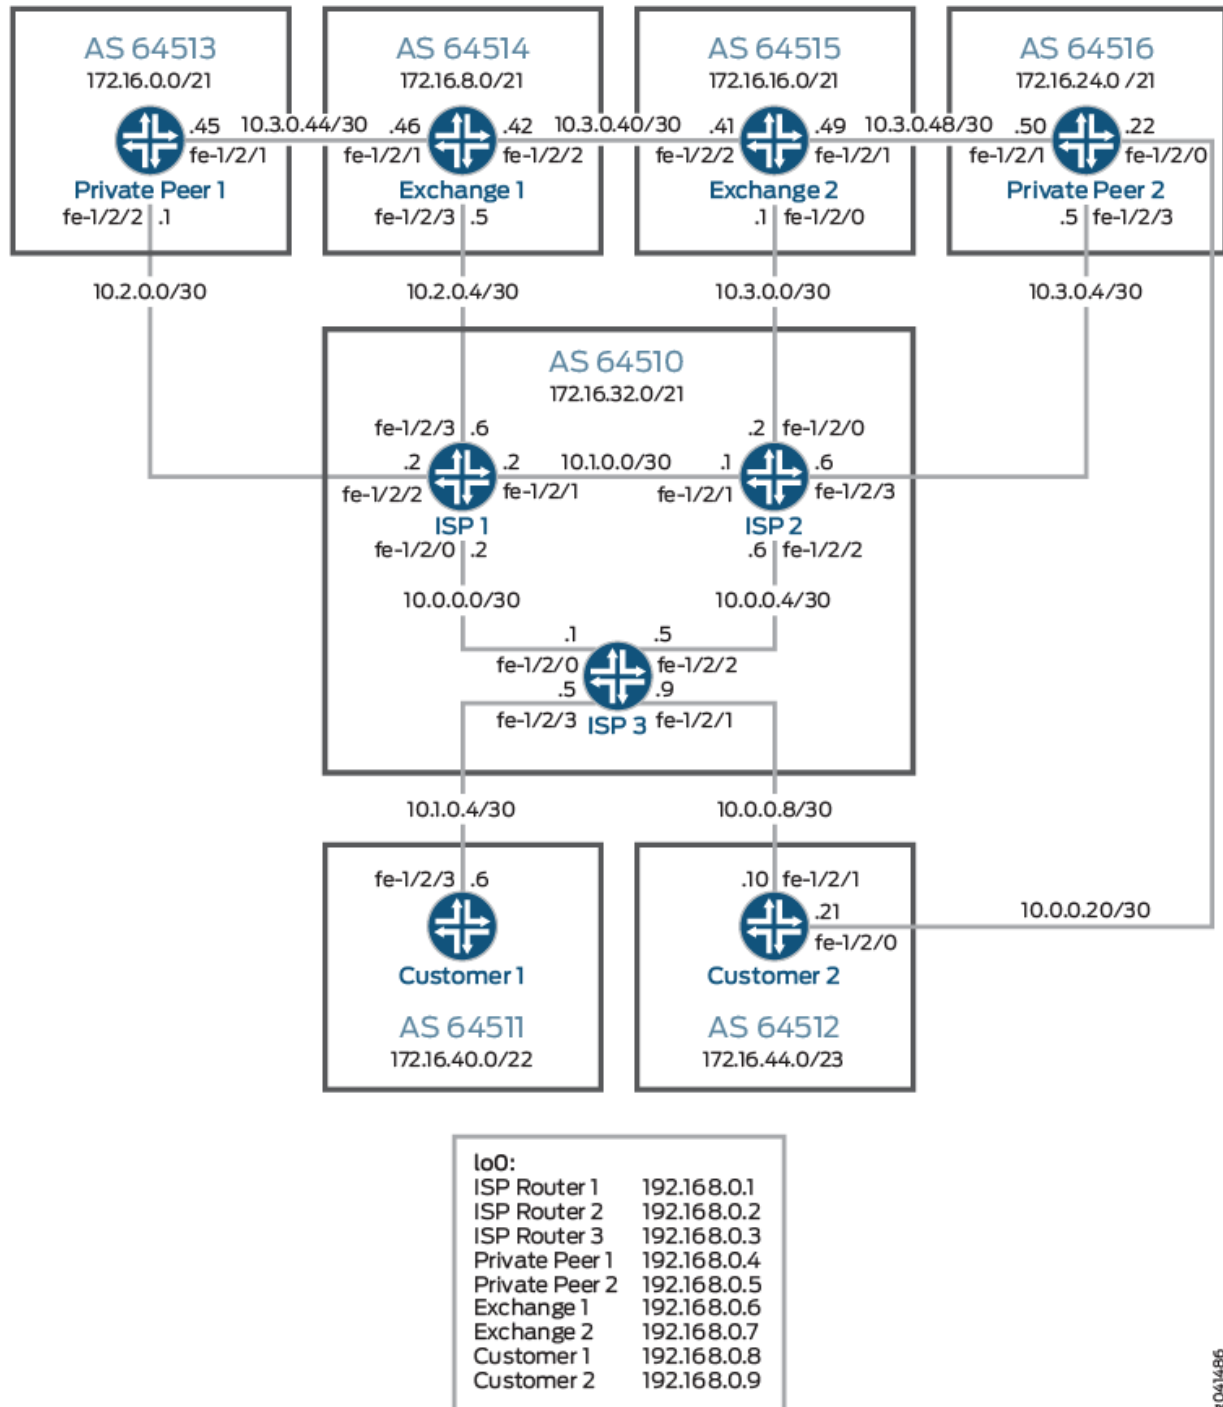 AS 64513
172.16.0.0/21
AS 64514
172.16.8.0/21
AS 64515
172.16.16.0/21
AS 64516
172.16.24.0 /21
.45
10.3.0.44/30
.46
.42
10.3.0.40/30
.41
.49
10.3.0.48/30
.50
.22
fe-1/2/1
fe-1/2/1
fe-1/2/2
fe-1/2/2
fe-1/2/1
fe-1/2/1
fe-1/2/0
Private Peer 1
Exchange 1
Exchange 2
Private Peer 2
fe-1/2/2 .1
fe-1/2/3 .5
.1 fe-1/2/0
.5 fe-1/2/3
10.2.0.0/30
10.2.0.4/30
10.3.0.0/30
10.3.0.4/30
AS 64510
172.16.32.0/21
fe-1/2/3 .6
.2 fe-1/2/0
.2
.2
10.1.0.0/30
.1
.6
fe-1/2/2
fe-1/2/1
fe-1/2/1
fe-1/2/3
ISP 1
ISP 2
fe-1/2/0 .2
.6 fe-1/2/2
10.0.0.0/30
10.0.0.4/30
.1
.5
fe-1/2/0
fe-1/2/2
.5
.9
fe-1/2/3
ISP 3
fe-1/2/1
10.1.0.4/30
10.0.0.8/30
fe-1/2/3 .6
.10 fe-1/2/1
.21
fe-1/2/0
10.0.0.20/30
Customer 1
Customer 2
AS 64511
172.16.40.0/22
AS 64512
172.16.44.0/23
lo0:
ISP Router 1 192.168.0.1
ISP Router 2 192.168.0.2
ISP Router 3 192.168.0.3
Private Peer 1 192.168.0.4
Private Peer 2 192.168.0.5
Exchange 1 192.168.0.6
Exchange 2 192.168.0.7
Customer 1 192.168.0.8
Customer 2 192.168.0.9